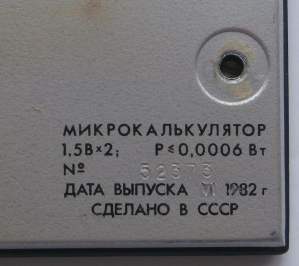 МИКРОКАЛЬКУЛЯТОР
1,5В×2; P≤0,0006 Вт
№ 52373
ДАТА ВЫПУСКА VI 1982 г
СДЕЛАНО В СССР